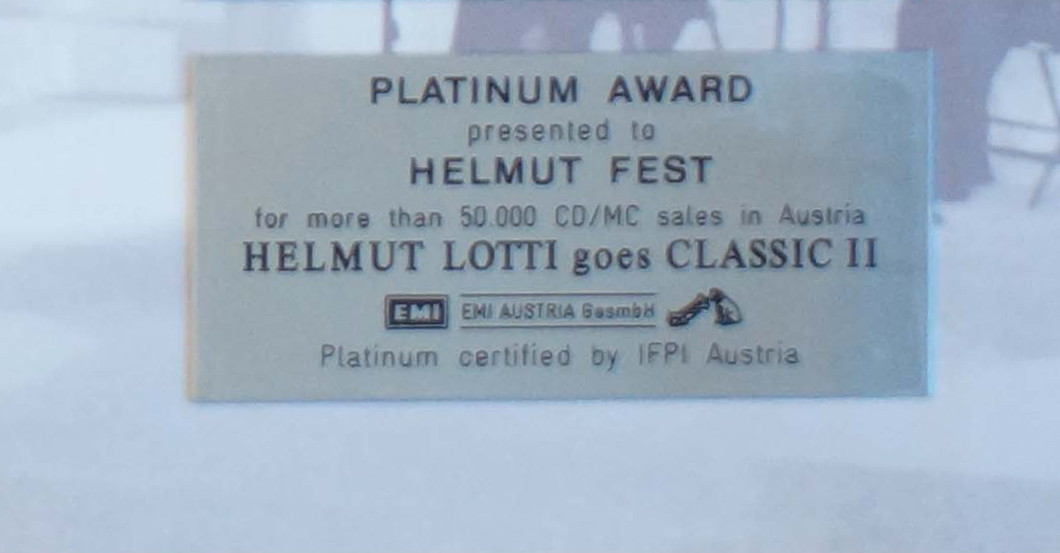 PLATINUM AWARD
presented to
HELMUT FEST
for more than 50.000 CD/MC sales in Austria
HELMUT LOTTI goes CLASSIC II
EMI EMI AUSTRIA GesmbH
Platinum certified by IFPI Austria